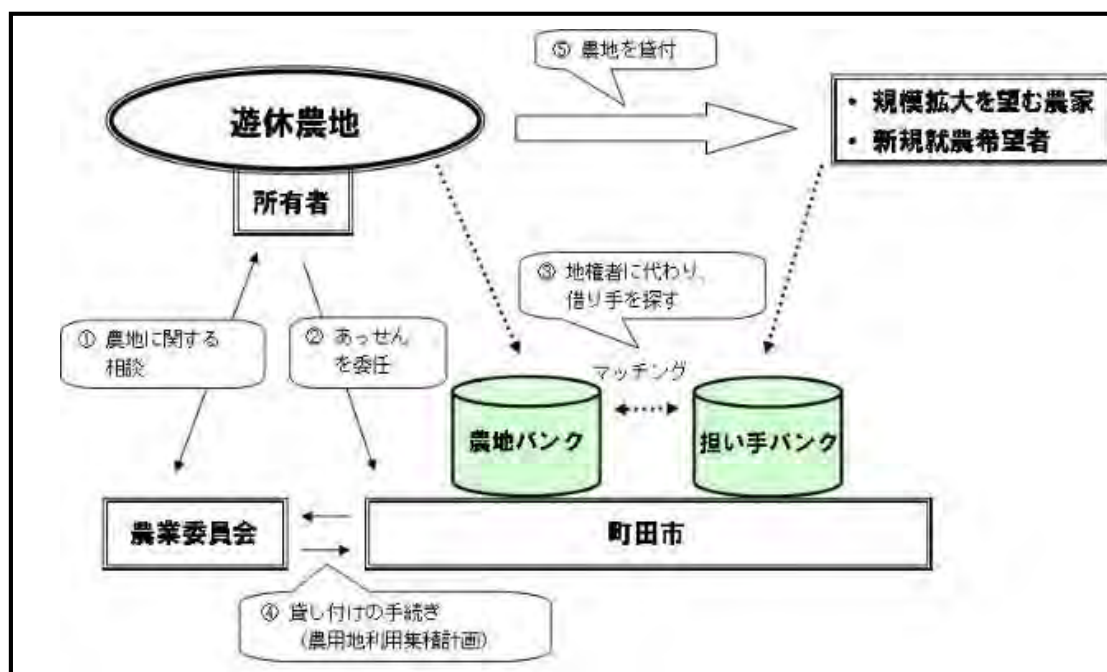 ⑤ 農地を貸付
遊休農地
・ 規模拡大を望む農家
・ 新規就農希望者
所有者
③ 地権者に代わり、
借り手を探す
① 農地に関する
相談
② あっせん
を委任
マッチング
農地バンク
担い手バンク
農業委員会
町田市
④ 貸し付けの手続き
(農用地利用集積計画)